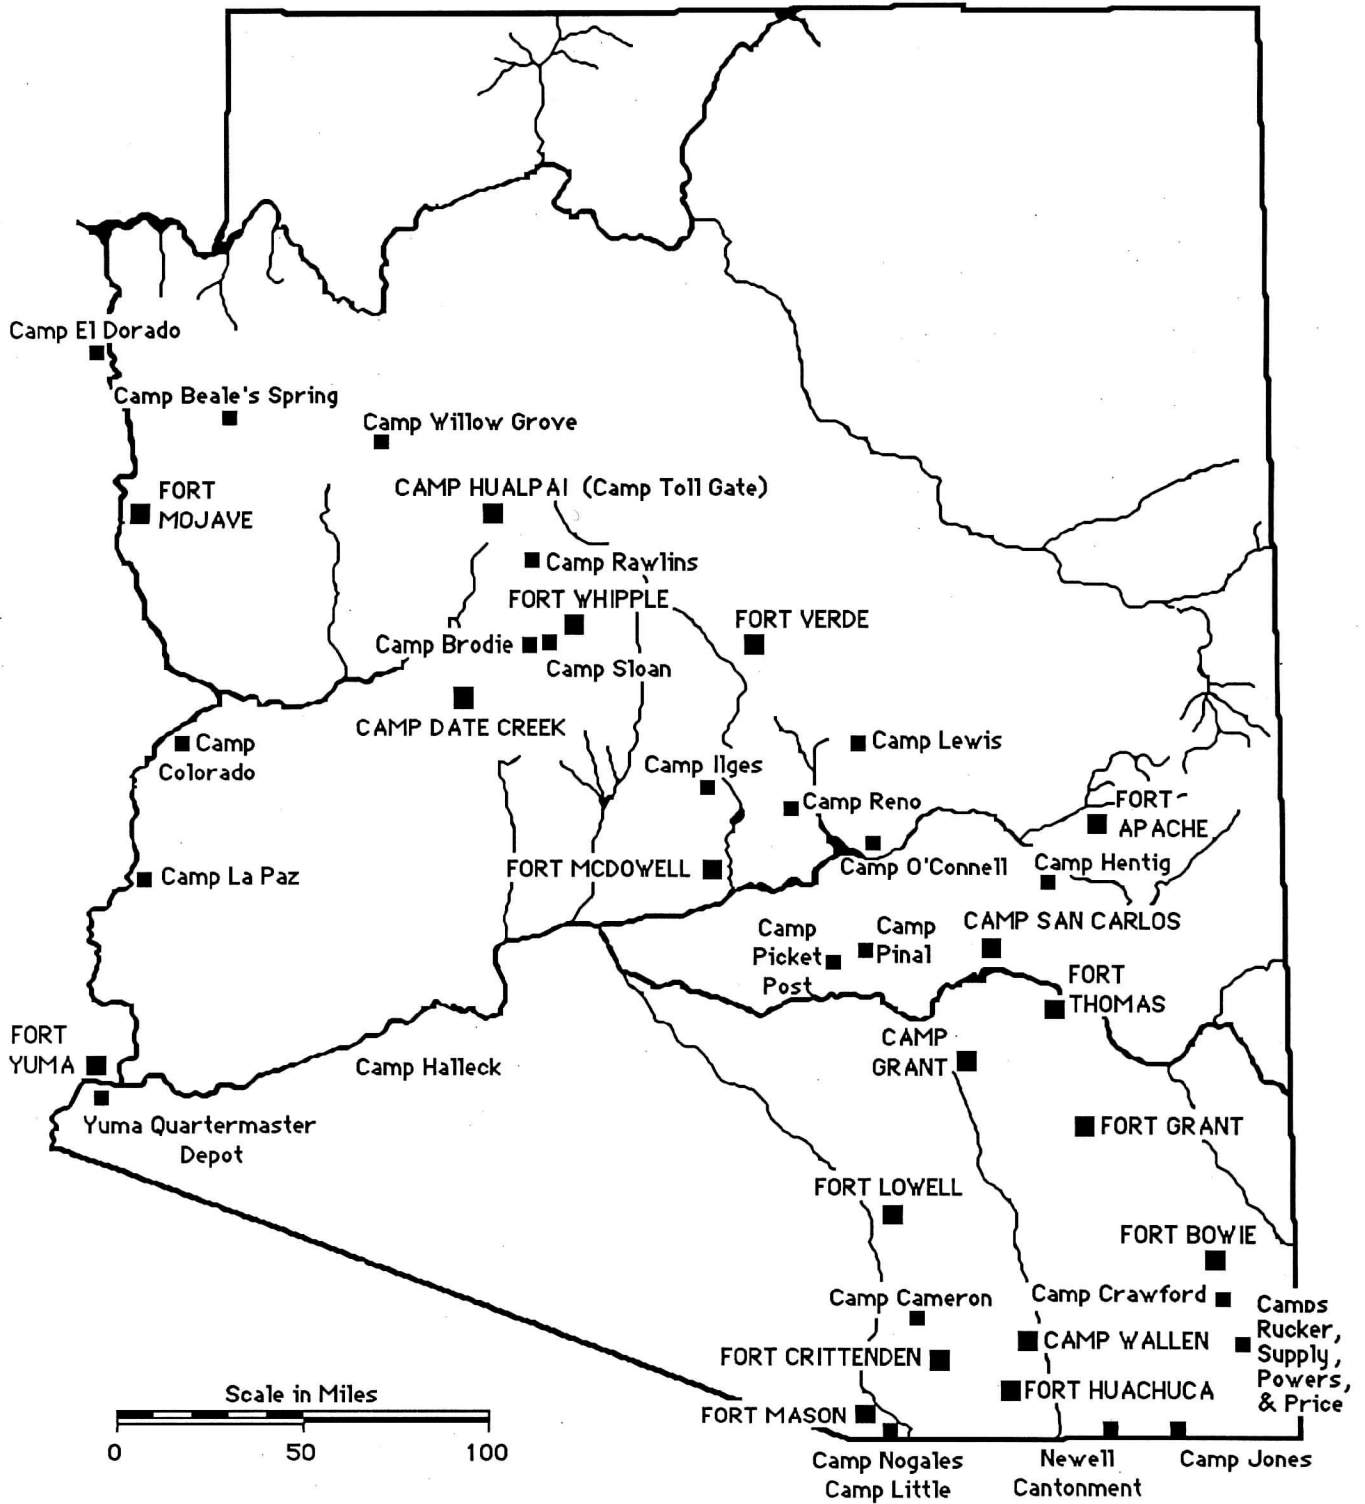 Camp El Dorado
Camp Beale's Spring
Camp Willow Grove
CAMP HUALPAI (Camp Toll Gate)
FORT
MOJAVE
Camp Rawlins
FORT WHIPPLE
FORT VERDE
Camp Brodie
Camp Sloan
CAMP DATE CREEK
Camp
Colorado
Camp Lewis
Camp Ilges
Camp Reno
FORT
APACHE
Camp La Paz
FORT MCDOWELL
Camp O'Connell
Camp Hentig
CAMP SAN CARLOS
Camp
Picket
Post
Camp
Pinal
FORT
THOMAS
FORT
YUMA
CAMP
GRANT
Camp Halleck
Yuma Quartermaster
Depot
FORT GRANT
FORT LOWELL
FORT BOWIE
Camp Cameron
Camp Crawford
Camps
Rucker,
Supply,
Powers,
& Price
CAMP WALLEN
FORT CRITTENDEN
FORT HUACHUCA
Scale in Miles
0 50 100
FORT MASON
Camp Nogales
Camp Little
Newell
Cantonment
Camp Jones